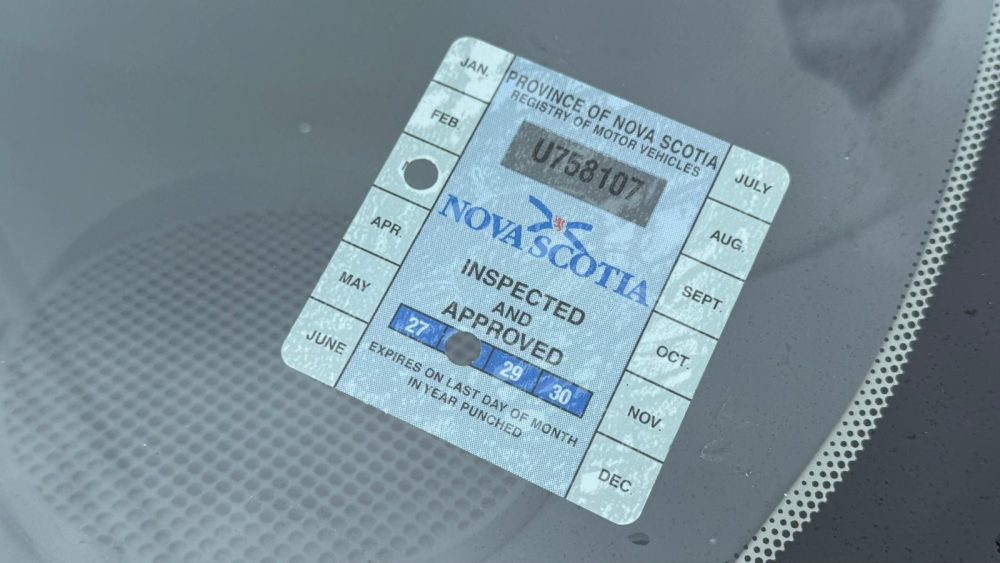 JAN.
FEB.
APR.
MAY
JUNE
PROVINCE OF NOVA SCOTIA
REGISTRY OF MOTOR VEHICLES
U758107
NOVA SCOTIA
INSPECTED
AND
APPROVED
27 29 30
EXPIRES ON LAST DAY OF MONTH
IN YEAR PUNCHED
JULY
AUG.
SEPT.
OCT.
NOV.
DEC.